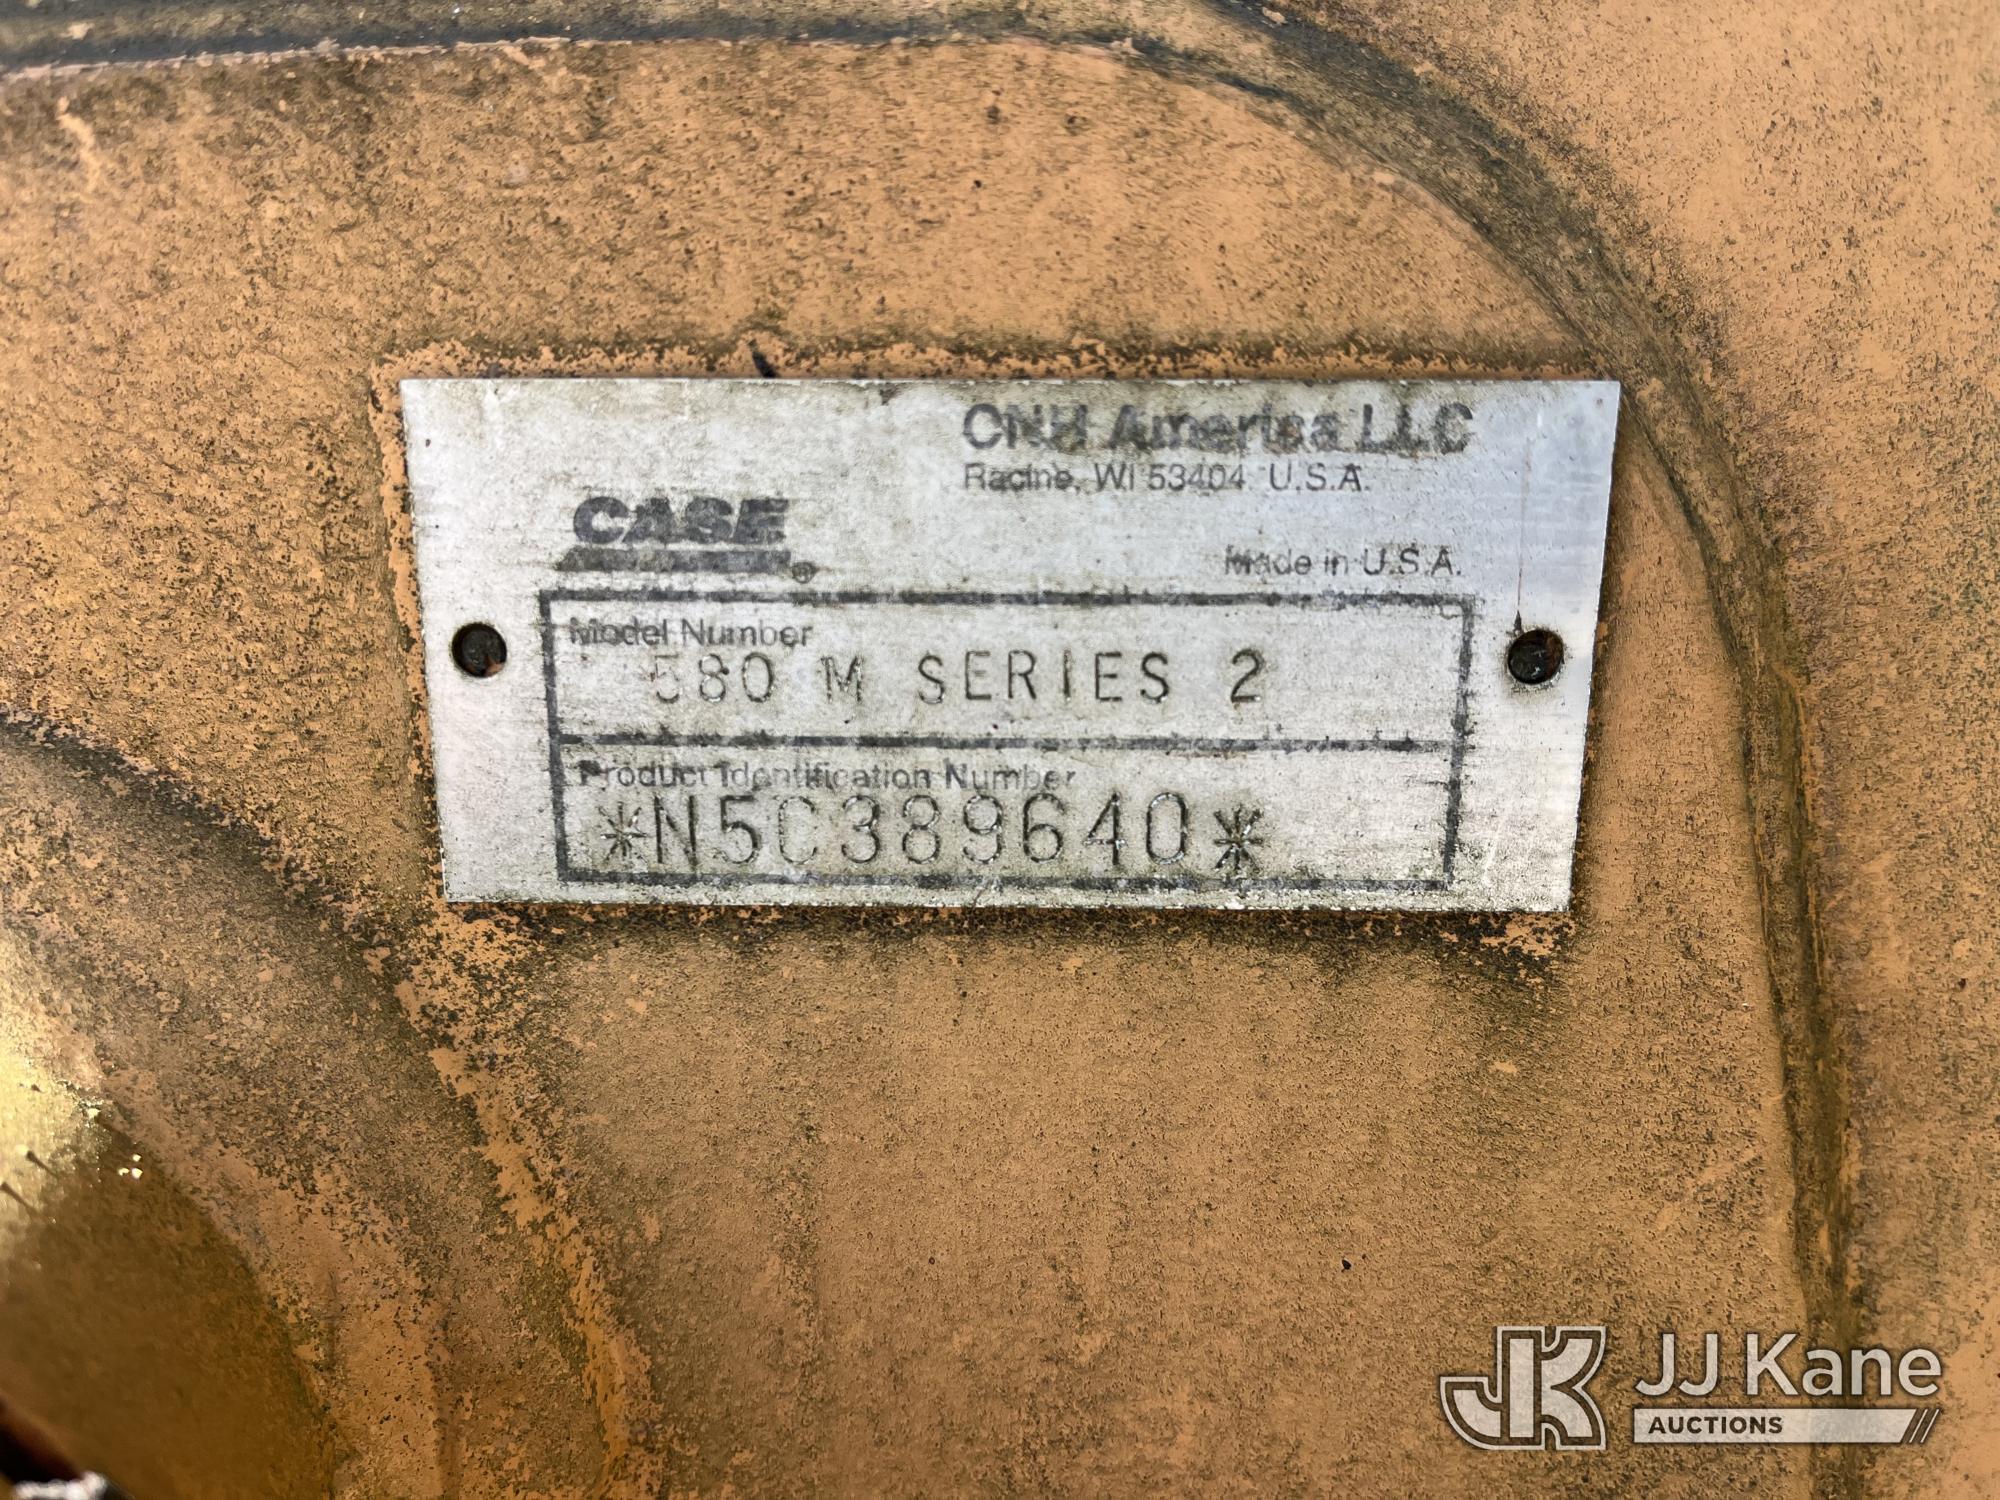 CNH America LLC
Racine, WI 53404 U.S.A.
CASE
®
Made in U.S.A.
Model Number
580 M SERIES 2
Product Identification Number
*N5C389640*
JK JJ Kane
AUCTIONS